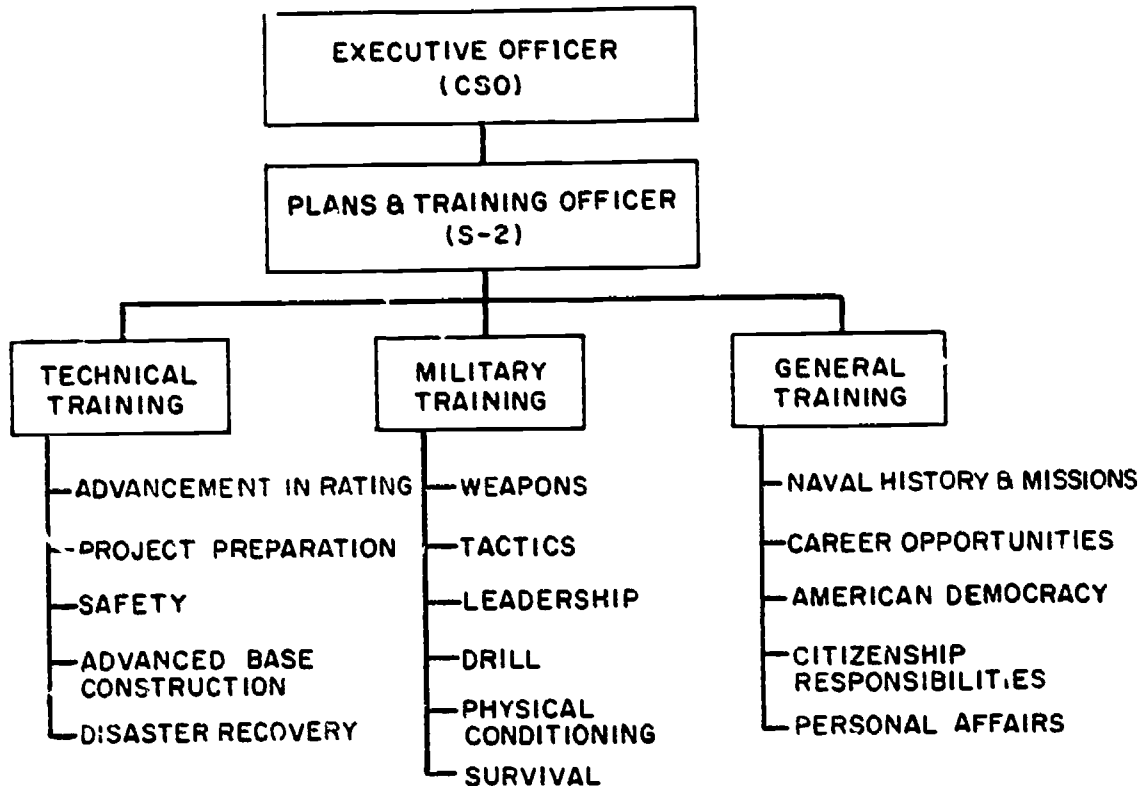 EXECUTIVE OFFICER
(CSO)
PLANS & TRAINING OFFICER
(S-2)
TECHNICAL
TRAINING
ADVANCEMENT IN RATING
PROJECT PREPARATION
SAFETY
ADVANCED BASE
CONSTRUCTION
DISASTER RECOVERY
MILITARY
TRAINING
WEAPONS
TACTICS
LEADERSHIP
DRILL
PHYSICAL
CONDITIONING
SURVIVAL
GENERAL
TRAINING
NAVAL HISTORY & MISSIONS
CAREER OPPORTUNITIES
AMERICAN DEMOCRACY
CITIZENSHIP
RESPONSIBILITIES
PERSONAL AFFAIRS